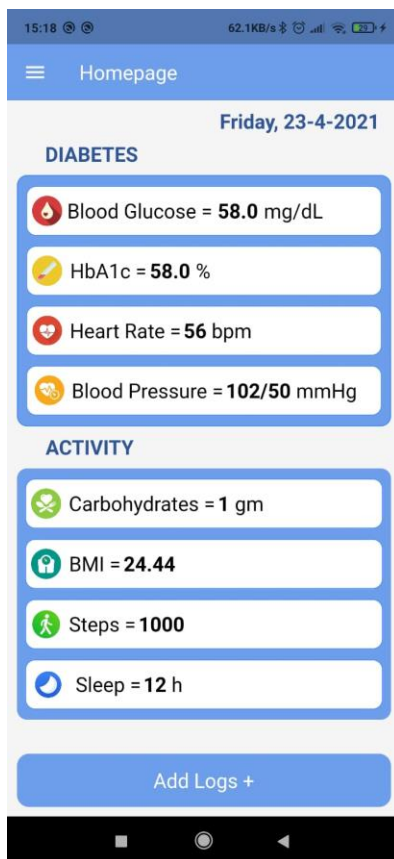 15:18 62.1KB/s 29
Homepage
Friday, 23-4-2021
DIABETES
Blood Glucose = 58.0 mg/dL
HbA1c = 58.0 %
Heart Rate = 56 bpm
Blood Pressure = 102/50 mmHg
ACTIVITY
Carbohydrates = 1 gm
BMI = 24.44
Steps = 1000
Sleep = 12 h
Add Logs +